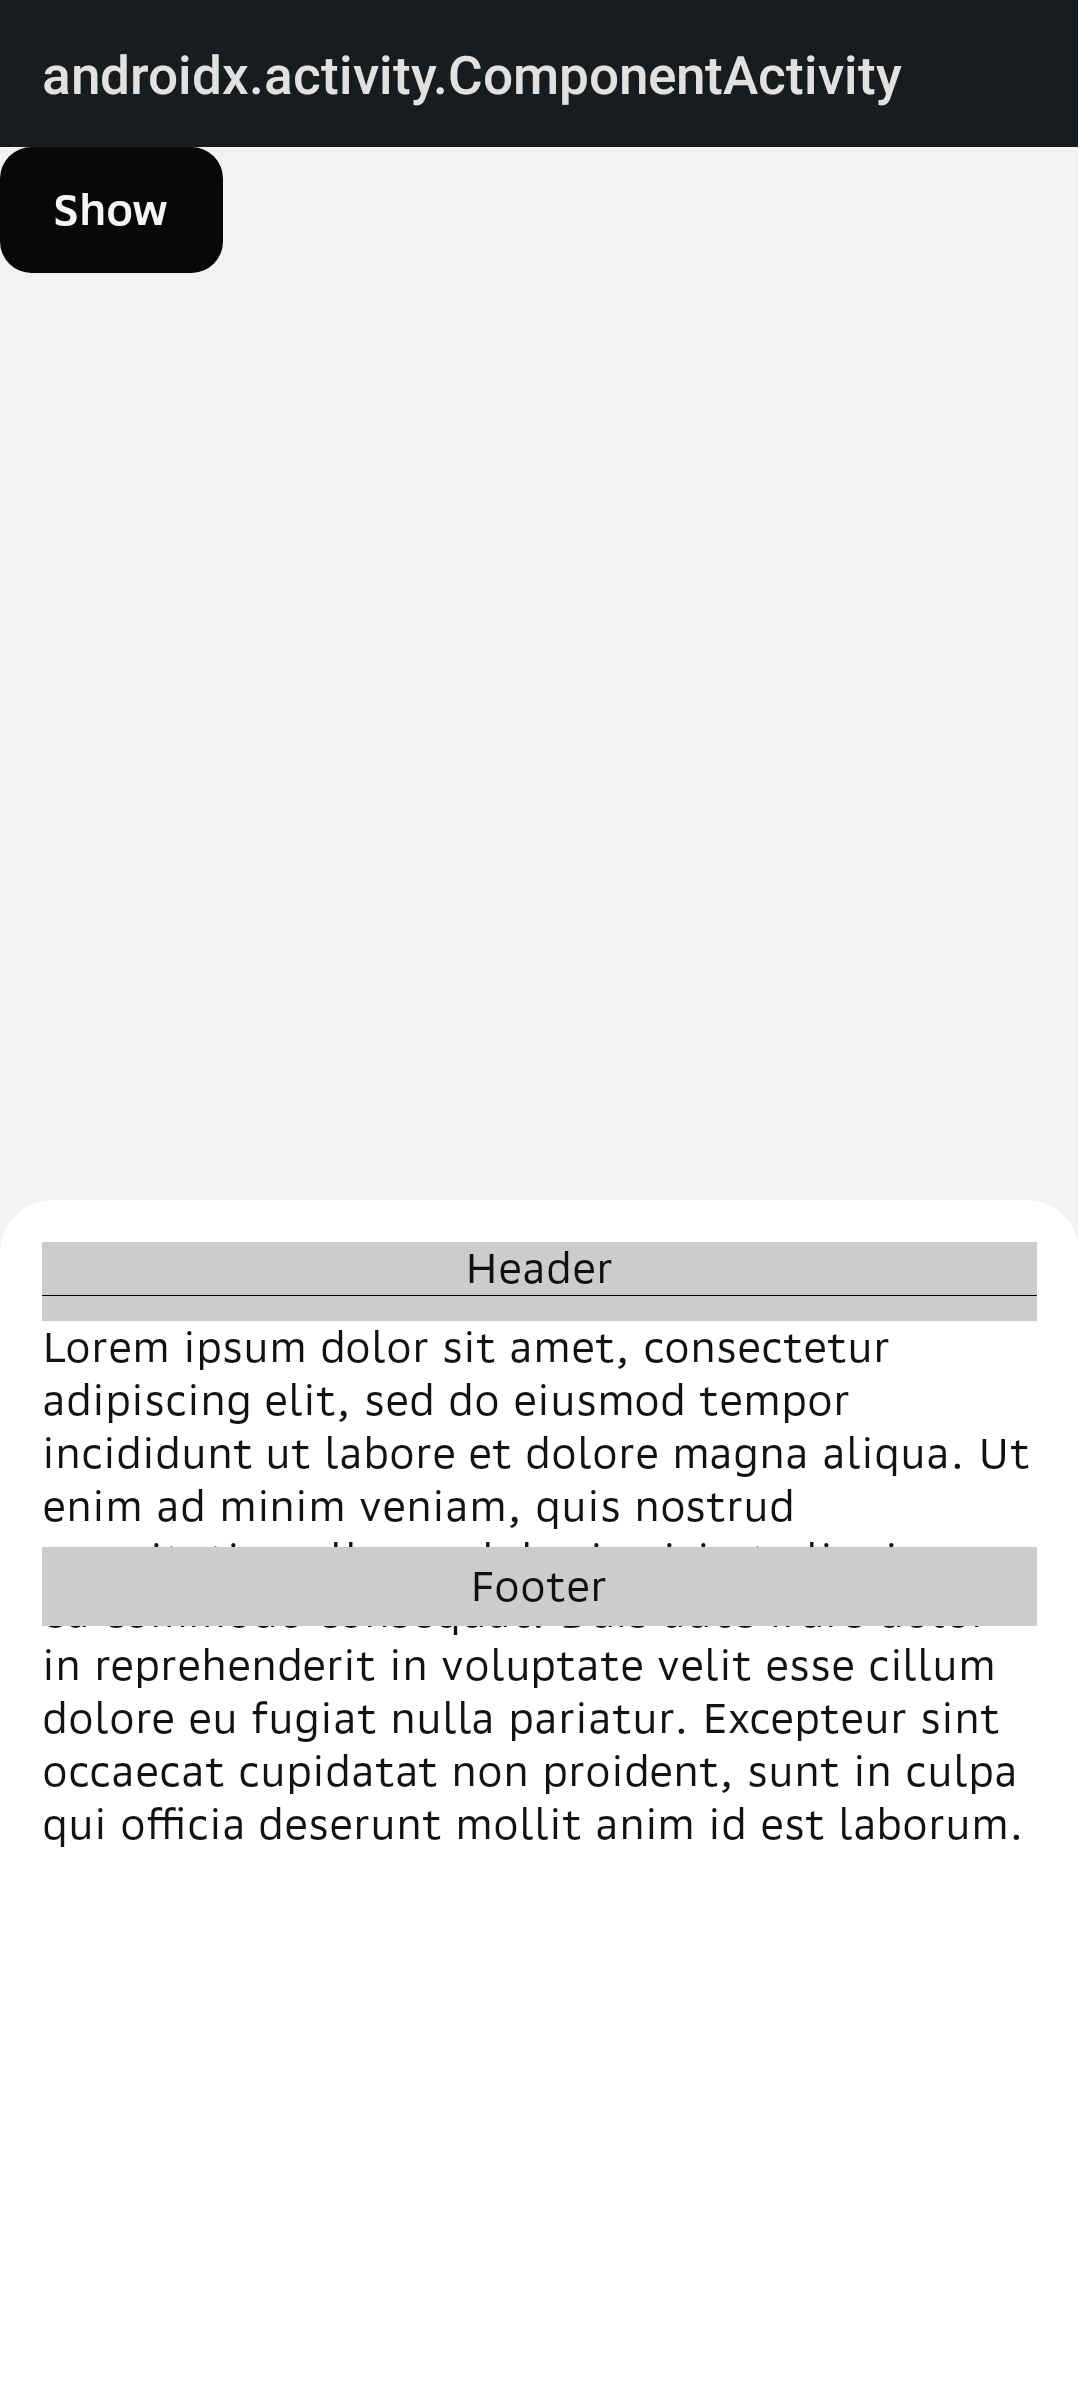 androidx.activity.ComponentActivity
Show
Header
Lorem ipsum dolor sit amet, consectetur
adipiscing elit, sed do eiusmod tempor
incididunt ut labore et dolore magna aliqua. Ut
enim ad minim veniam, quis nostrud
Footer
in reprehenderit in voluptate velit esse cillum
dolore eu fugiat nulla pariatur. Excepteur sint
occaecat cupidatat non proident, sunt in culpa
qui officia deserunt mollit anim id est laborum.